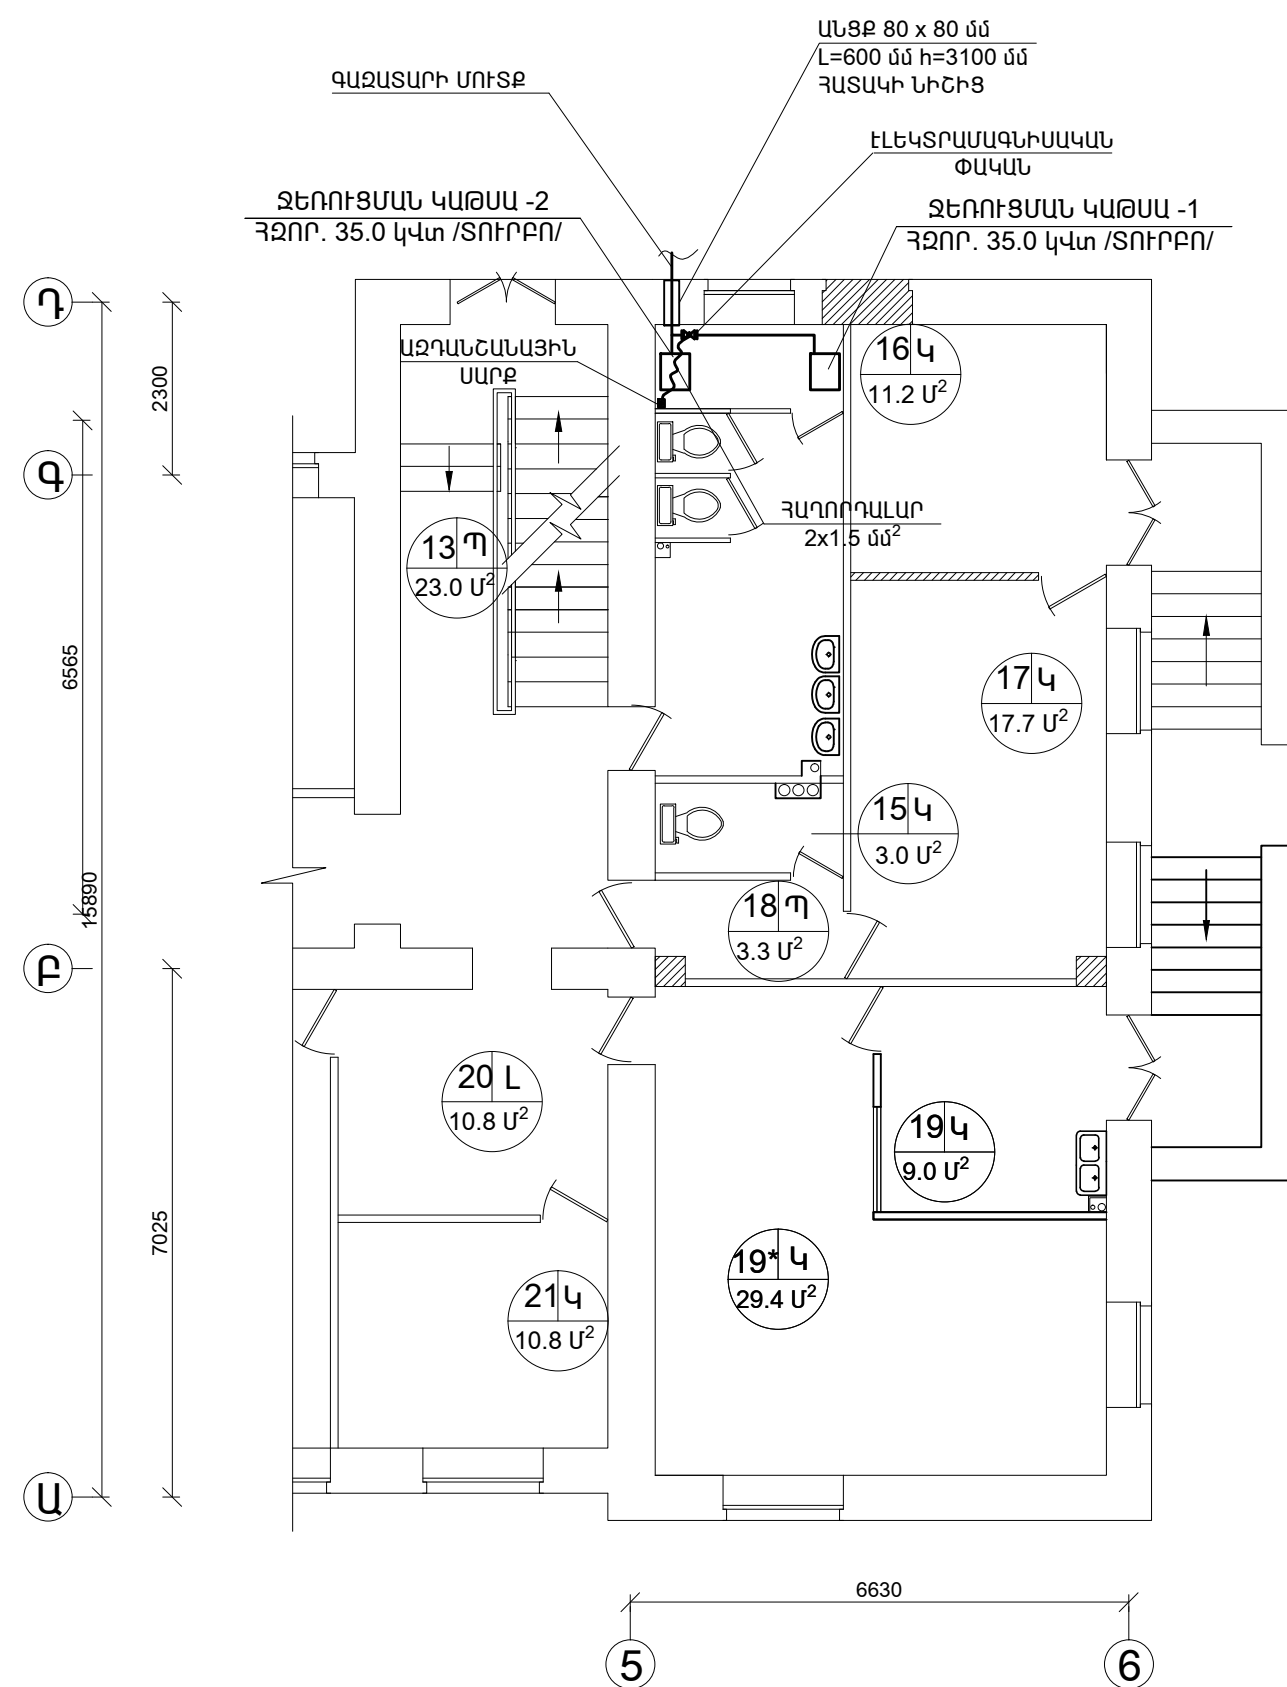 ԱՆՑՔ 80 x 80 մմ
L=600 մմ h=3100 մմ
ՀԱՏԱԿԻ ՆԻՇԻՑ
ԳԱԶԱՏԱՐԻ ՄՈՒՏՔ
ԷԼԵԿՏՐԱՄԱԳՆԻՍԱԿԱՆ
ՓԱԿԱՆ
ՋԵՌՈՒՑՄԱՆ ԿԱԹՍԱ -2
ՀԶՈՐ. 35.0 կՎտ /ՏՈՒՐԲՈ/
ՋԵՌՈՒՑՄԱՆ ԿԱԹՍԱ -1
ՀԶՈՐ. 35.0 կՎտ /ՏՈՒՐԲՈ/
Դ
ԱԶԴԱՆՇԱՆԱՅԻՆ
ՍԱՐՔ
16 Կ
11.2 Մ²
2300
Գ
ՀԱՂՈՐԴԱԼԱՐ
2x1.5 մմ²
13 Պ
23.0 Մ²
6565
17 Կ
17.7 Մ²
15 Կ
3.0 Մ²
15890
18 Պ
3.3 Մ²
Բ
20 Լ
10.8 Մ²
19 Կ
9.0 Մ²
7025
19* Կ
29.4 Մ²
21 Կ
10.8 Մ²
Ա
6630
5
6